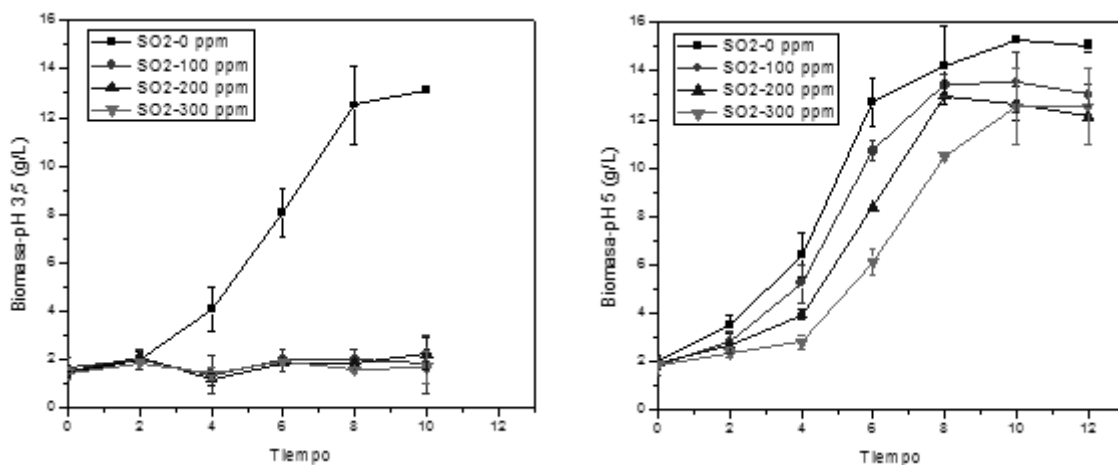 16
14
12
10
8
6
4
2
0
Biomasa-pH 3,5 (g/L)
SO2-0 ppm
SO2-100 ppm
SO2-200 ppm
SO2-300 ppm
0 2 4 6 8 10 12
Tiempo
16
14
12
10
8
6
4
2
0
Biomasa-pH 5 (g/L)
SO2-0 ppm
SO2-100 ppm
SO2-200 ppm
SO2-300 ppm
0 2 4 6 8 10 12
Tiempo